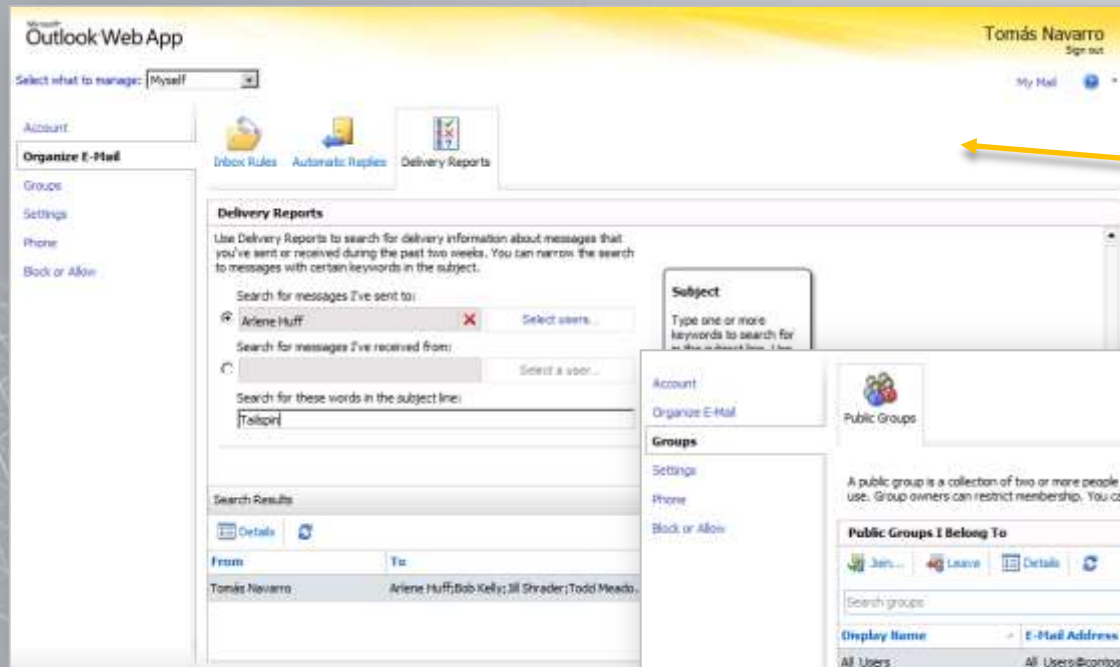 Microsoft
Outlook Web App
Tomás Navarro
Sign out
Select what to manage: Myself
My Mail
Account
Organize E-Mail
Groups
Settings
Phone
Block or Allow
Inbox Rules
Automatic Replies
Delivery Reports
Delivery Reports
Use Delivery Reports to search for delivery information about messages that
you've sent or received during the past two weeks. You can narrow the search
to messages with certain keywords in the subject.
Search for messages I've sent to:
Arlene Huff
Select users...
Search for messages I've received from:
Select a user...
Search for these words in the subject line:
Tailspin
Subject
Type one or more
keywords to search for
in the subject line. Use
Search Results
Details
From To
Tomás Navarro Arlene Huff;Bob Kelly;Jill Shrader;Todd Meado...
Account
Organize E-Mail
Groups
Settings
Phone
Block or Allow
Public Groups
A public group is a collection of two or more people
use. Group owners can restrict membership. You ca
Public Groups I Belong To
Join... Leave Details
Search groups
Display Name E-Mail Address
All Users All Users@contos